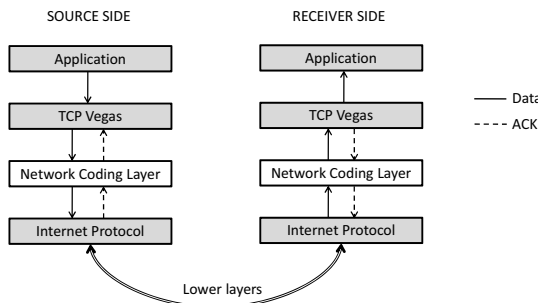 SOURCE SIDE
RECEIVER SIDE
Application
Application
TCP Vegas
TCP Vegas
Data
ACK
Network Coding Layer
Network Coding Layer
Internet Protocol
Internet Protocol
Lower layers